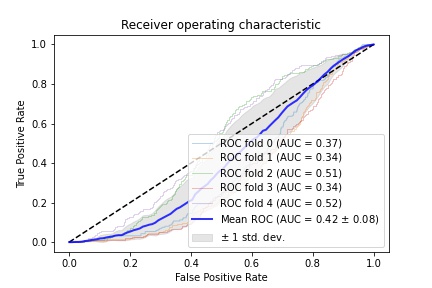 Receiver operating characteristic
True Positive Rate
1.0
0.8
0.6
0.4
0.2
0.0
ROC fold 0 (AUC = 0.37)
ROC fold 1 (AUC = 0.34)
ROC fold 2 (AUC = 0.51)
ROC fold 3 (AUC = 0.34)
ROC fold 4 (AUC = 0.52)
Mean ROC (AUC = 0.42 ± 0.08)
± 1 std. dev.
0.0 0.2 0.4 0.6 0.8 1.0
False Positive Rate